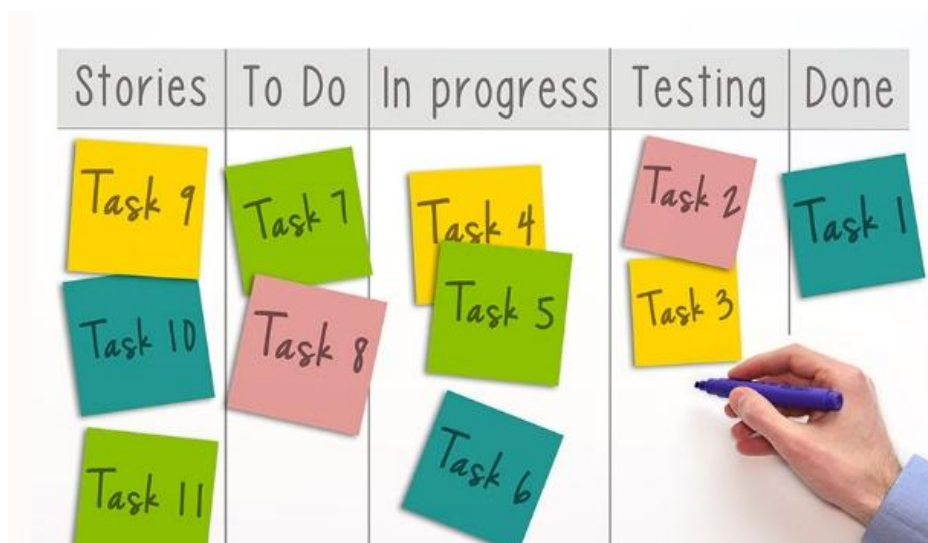 Stories To Do In progress Testing Done
Task 9
Task 10
Task 11
Task 7
Task 8
Task 4
Task 5
Task 6
Task 2
Task 3
Task 1